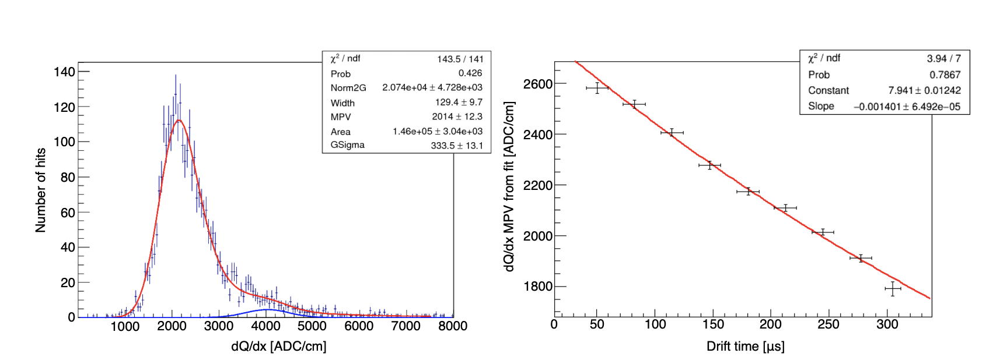 χ² / ndf 143.5 / 141
Prob 0.426
Norm2G 2.074e+04 ± 4.728e+03
Width 129.4 ± 9.7
MPV 2014 ± 12.3
Area 1.46e+05 ± 3.04e+03
GSigma 333.5 ± 13.1
140
120
100
80
60
40
20
0
Number of hits
1000 2000 3000 4000 5000 6000 7000 8000
dQ/dx [ADC/cm]
χ² / ndf 3.94 / 7
Prob 0.7867
Constant 7.941 ± 0.01242
Slope −0.001401 ± 6.492e−05
2600
2400
2200
2000
1800
dQ/dx MPV from fit [ADC/cm]
0 50 100 150 200 250 300
Drift time [μs]